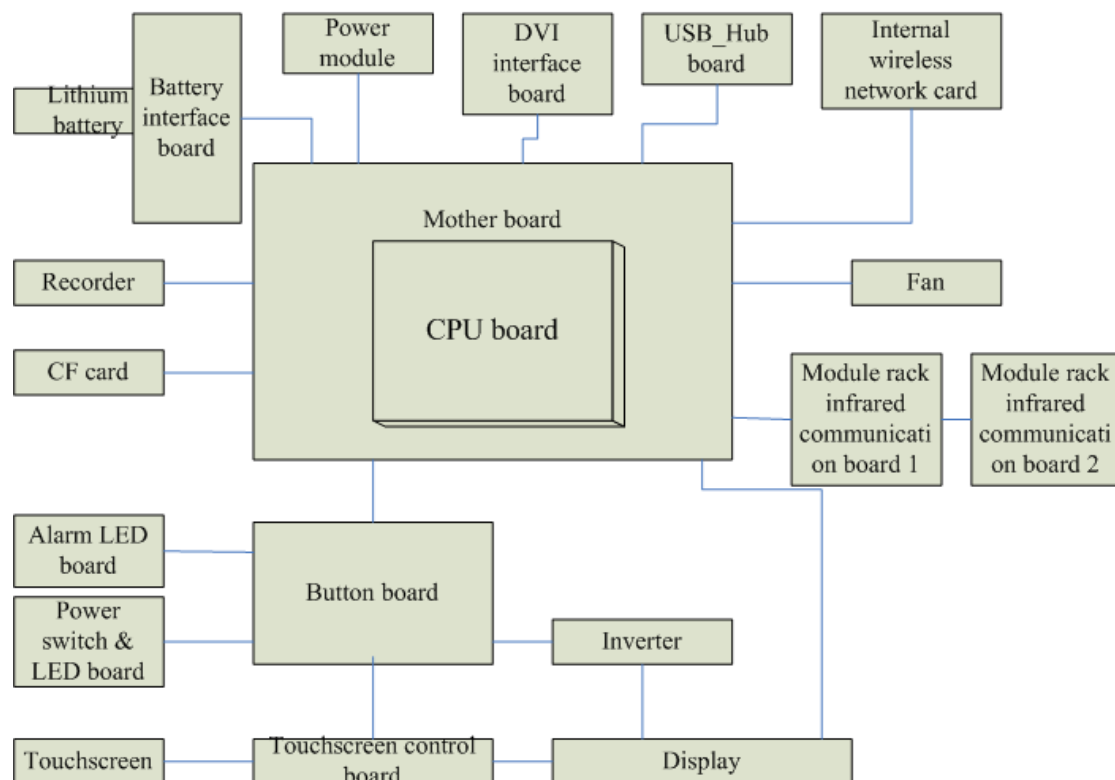 Power
module
DVI
interface
board
USB_Hub
board
Internal
wireless
network card
Lithium
battery
Battery
interface
board
Mother board
CPU board
Recorder
Fan
CF card
Module rack
infrared
communicati
on board 1
Module rack
infrared
communicati
on board 2
Alarm LED
board
Button board
Power
switch &
LED board
Inverter
Touchscreen
Touchscreen control
board
Display